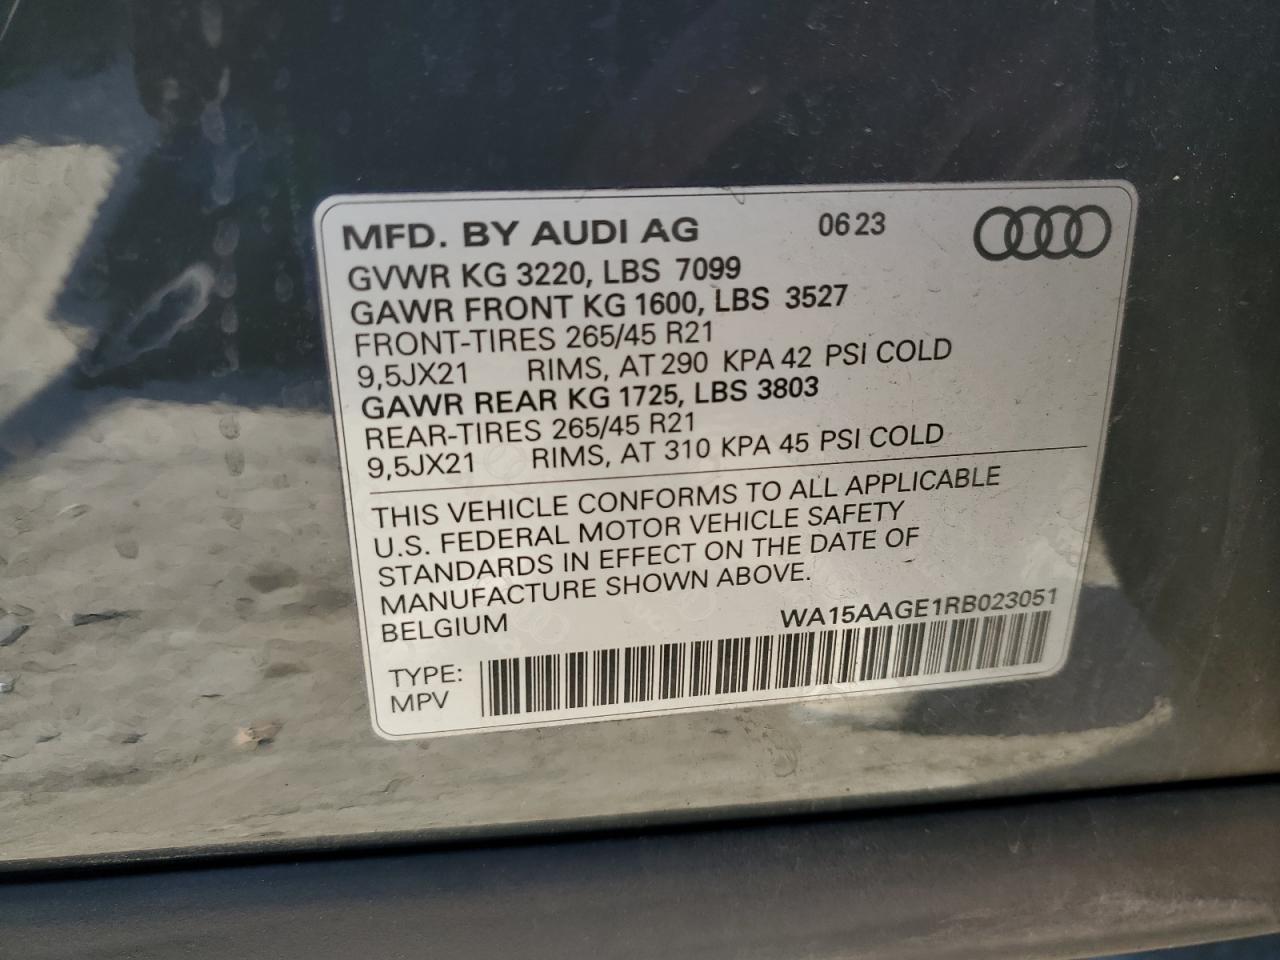 MFD. BY AUDI AG 06 23
GVWR KG 3220, LBS 7099
GAWR FRONT KG 1600, LBS 3527
FRONT-TIRES 265/45 R21
9,5JX21 RIMS, AT 290 KPA 42 PSI COLD
GAWR REAR KG 1725, LBS 3803
REAR-TIRES 265/45 R21
9,5JX21 RIMS, AT 310 KPA 45 PSI COLD
THIS VEHICLE CONFORMS TO ALL APPLICABLE
U.S. FEDERAL MOTOR VEHICLE SAFETY
STANDARDS IN EFFECT ON THE DATE OF
MANUFACTURE SHOWN ABOVE.
BELGIUM WA15AAGE1RB023051
TYPE:
MPV